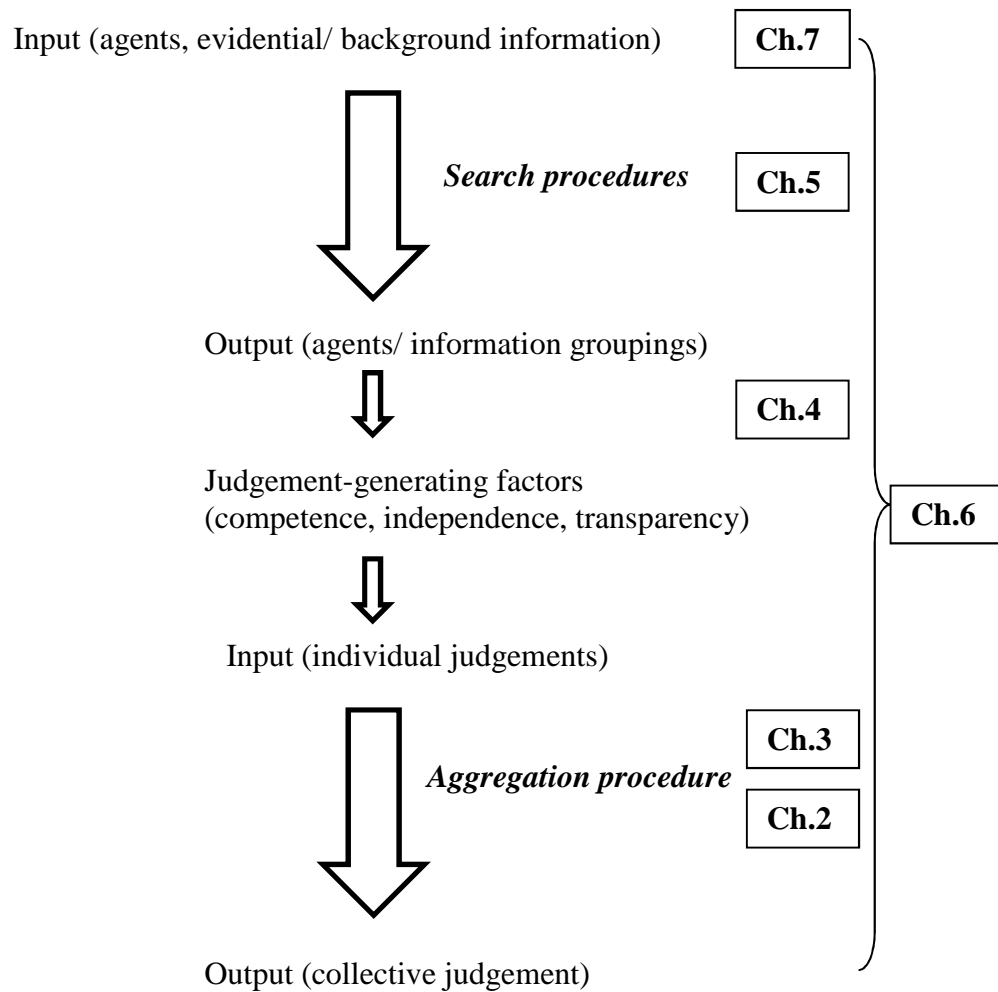 Input (agents, evidential/ background information)
Ch.7
Search procedures
Ch.5
Output (agents/ information groupings)
Ch.4
Judgement-generating factors
(competence, independence, transparency)
Ch.6
Input (individual judgements)
Ch.3
Aggregation procedure
Ch.2
Output (collective judgement)